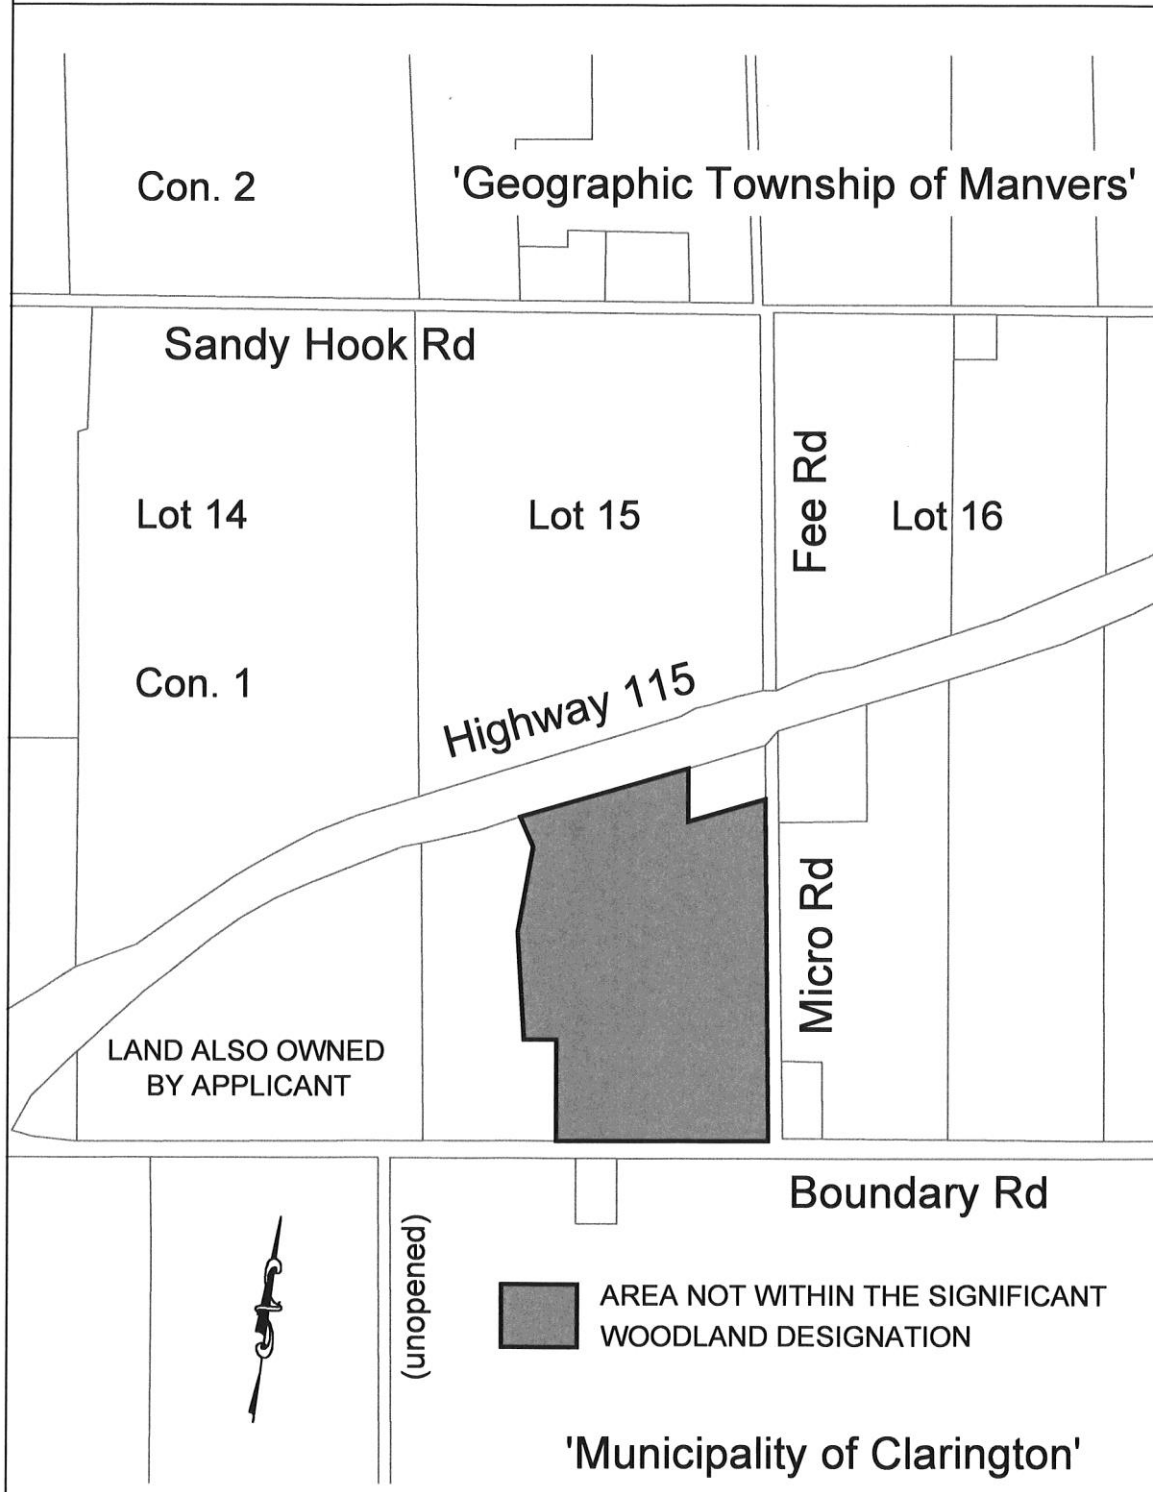 Con. 2
'Geographic Township of Manvers'
Sandy Hook Rd
Lot 14
Lot 15
Fee Rd
Lot 16
Con. 1
Highway 115
Micro Rd
LAND ALSO OWNED
BY APPLICANT
Boundary Rd
(unopened)
AREA NOT WITHIN THE SIGNIFICANT
WOODLAND DESIGNATION
'Municipality of Clarington'